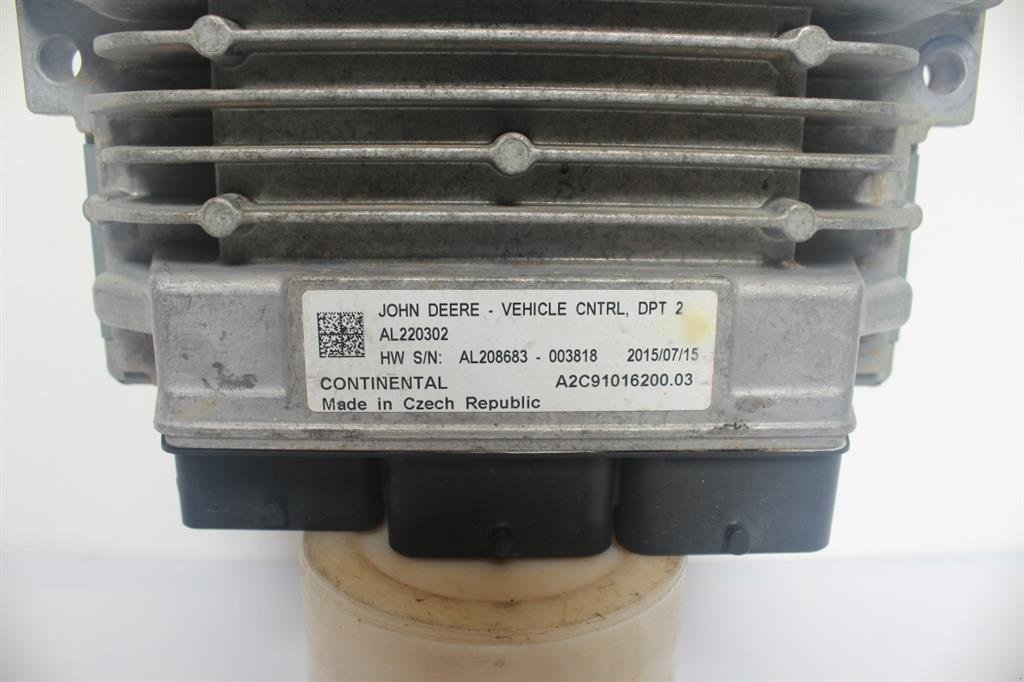 JOHN DEERE - VEHICLE CNTRL, DPT 2
AL220302
HW S/N: AL208683 - 003818 2015/07/15
CONTINENTAL A2C91016200.03
Made in Czech Republic